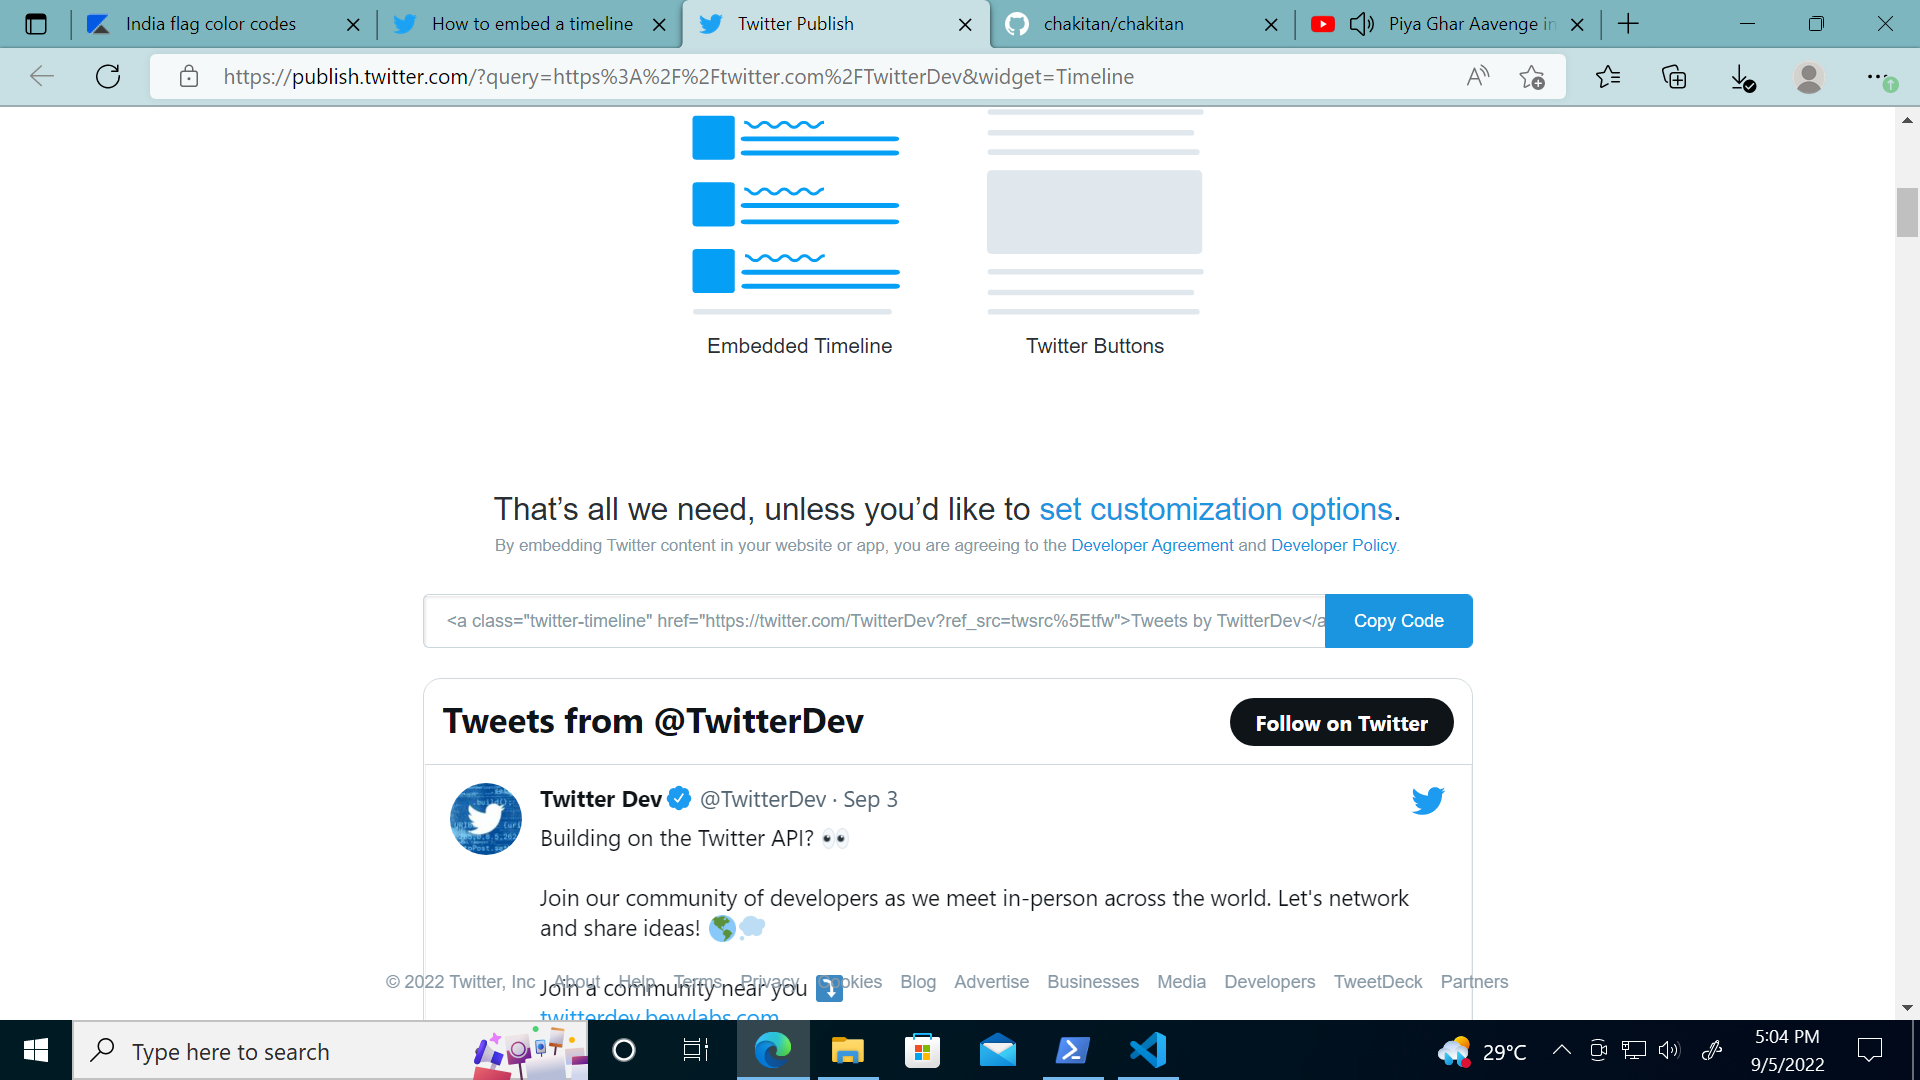 India flag color codes
How to embed a timeline
Twitter Publish
chakitan/chakitan
Piya Ghar Aavenge in
https://publish.twitter.com/?query=https%3A%2F%2Ftwitter.com%2FTwitterDev&widget=Timeline
Embedded Timeline
Twitter Buttons
That’s all we need, unless you’d like to set customization options.
By embedding Twitter content in your website or app, you are agreeing to the Developer Agreement and Developer Policy.
<a class="twitter-timeline" href="https://twitter.com/TwitterDev?ref_src=twsrc%5Etfw">Tweets by TwitterDev</a
Copy Code
Tweets from @TwitterDev
Follow on Twitter
Twitter Dev @TwitterDev · Sep 3
Building on the Twitter API? 👀
Join our community of developers as we meet in-person across the world. Let's network
and share ideas! 🌎💭
© 2022 Twitter, Inc About Help Terms Privacy Cookies Blog Advertise Businesses Media Developers TweetDeck Partners
Join a community near you ⤵️
twitterdev.bevylabs.com
Type here to search
29°C
5:04 PM
9/5/2022